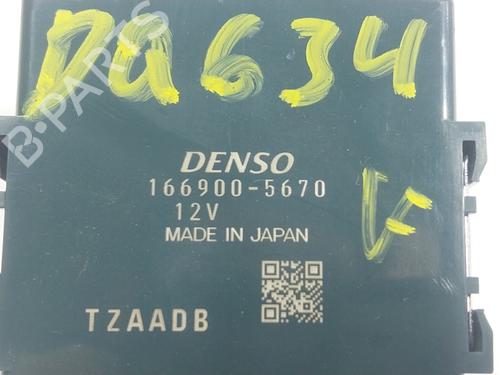 DU634
B-PARTS
DENSO
166900-5670
12V
MADE IN JAPAN
V
TZAADB